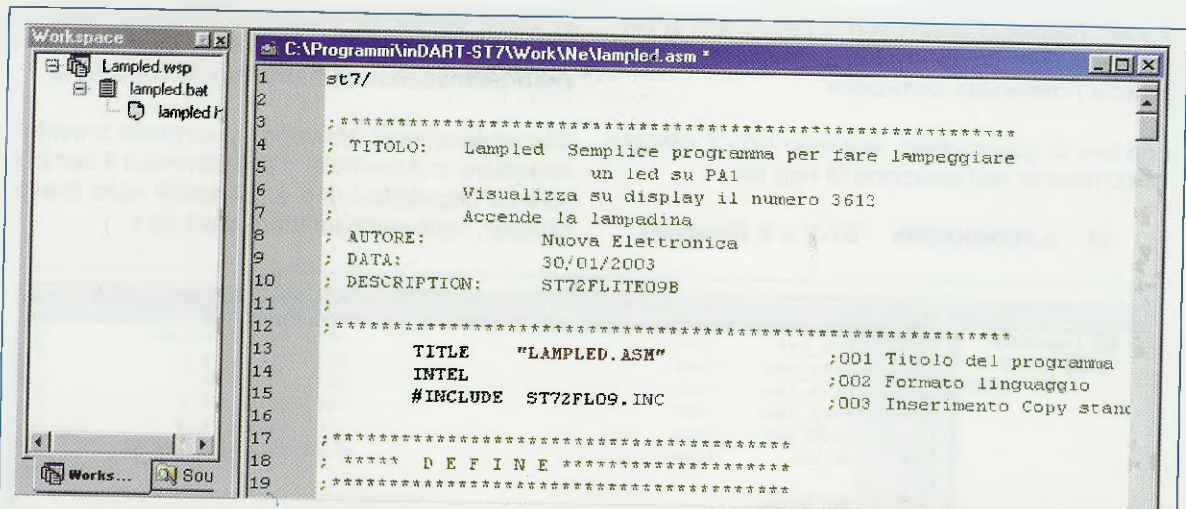 Workspace
Lampled.wsp
lampled.bat
lampled
Works...
Sou
C:\Programmi\inDART-ST7\Work\Ne\lampled.asm *
1 st7/
2
3 ;************************************************************
4 ; TITOLO: Lampled Semplice programma per fare lampeggiare
5 ; un led su PA1
6 ; Visualizza su display il numero 3613
7 ; Accende la lampadina
8 ; AUTORE: Nuova Elettronica
9 ; DATA: 30/01/2003
10 ; DESCRIPTION: ST72FLITE09B
11 ;
12 ;************************************************************
13 TITLE "LAMPLED.ASM" ;001 Titolo del programma
14 INTEL ;002 Formato linguaggio
15 #INCLUDE ST72FL09.INC ;003 Inserimento Copy stand
16
17 ;****************************************
18 ; ***** D E F I N E ********************
19 ;****************************************